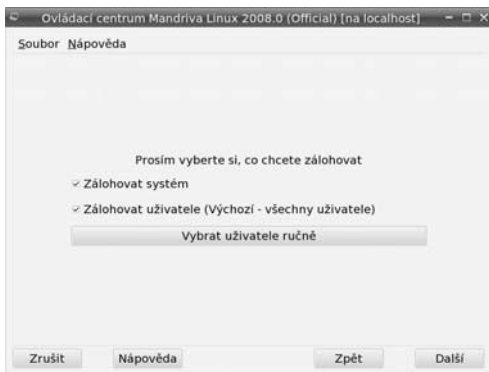 Ovládací centrum Mandriva Linux 2008.0 (Official) [na localhost]
Soubor Nápověda
Prosím vyberte si, co chcete zálohovat
Zálohovat systém
Zálohovat uživatele (Výchozí - všechny uživatele)
Vybrat uživatele ručně
Zrušit Nápověda Zpět Další